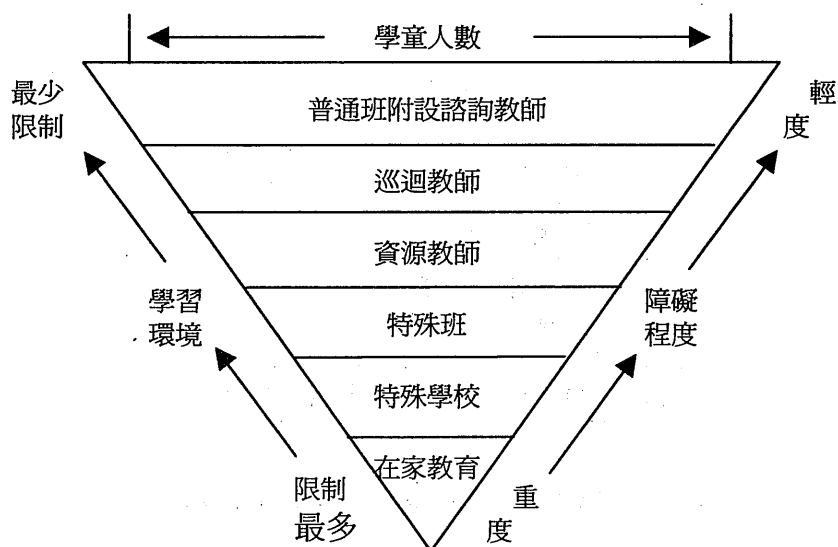 學童人數
最少
限制
輕
度
普通班附設諮詢教師
巡迴教師
資源教師
學習
環境
障礙
程度
特殊班
特殊學校
在家教育
限制
最多
重
度